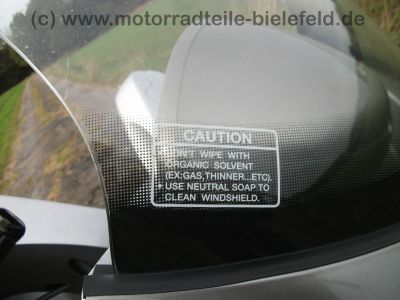 (c) www.motorradteile-bielefeld.de
CAUTION
• DON'T WIPE WITH
ORGANIC SOLVENT
(EX:GAS,THINNER...ETC).
• USE NEUTRAL SOAP TO
CLEAN WINDSHIELD.